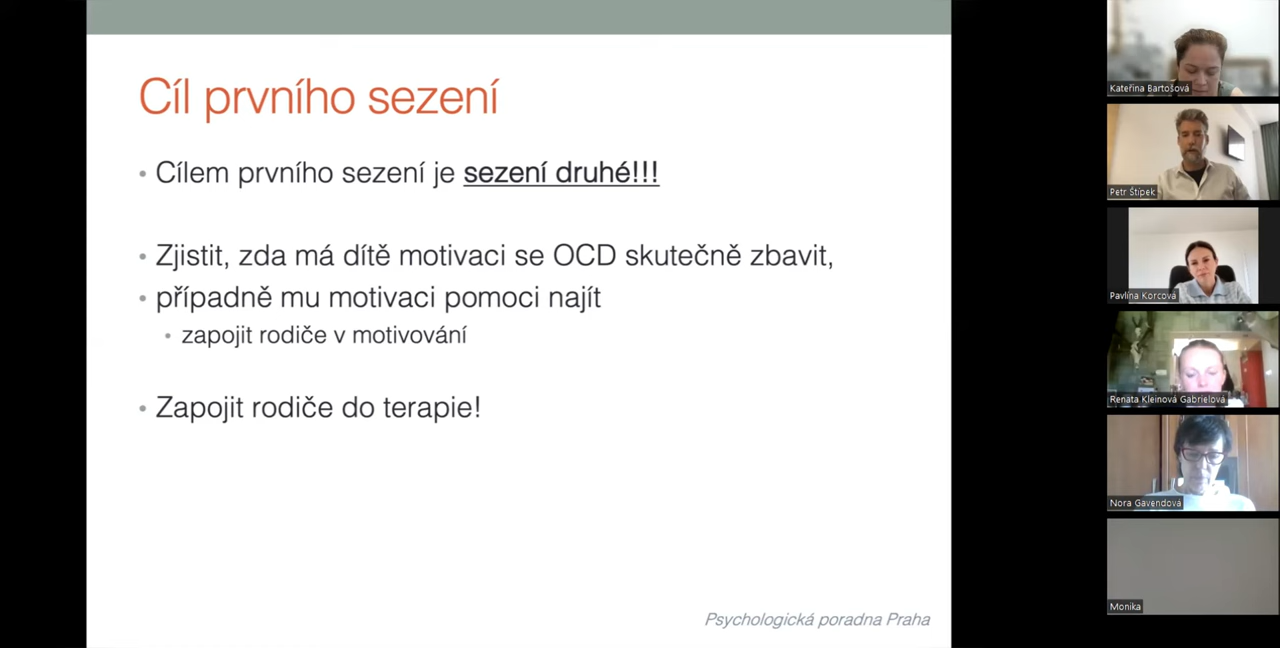 Cíl prvního sezení
• Cílem prvního sezení je sezení druhé!!!
• Zjistit, zda má dítě motivaci se OCD skutečně zbavit,
• případně mu motivaci pomoci najít
• zapojit rodiče v motivování
• Zapojit rodiče do terapie!
Psychologická poradna Praha
Kateřina Bartošová
Petr Štípek
Pavlína Korcová
Renata Kleinová Gabrielová
Nora Gavendová
Monika